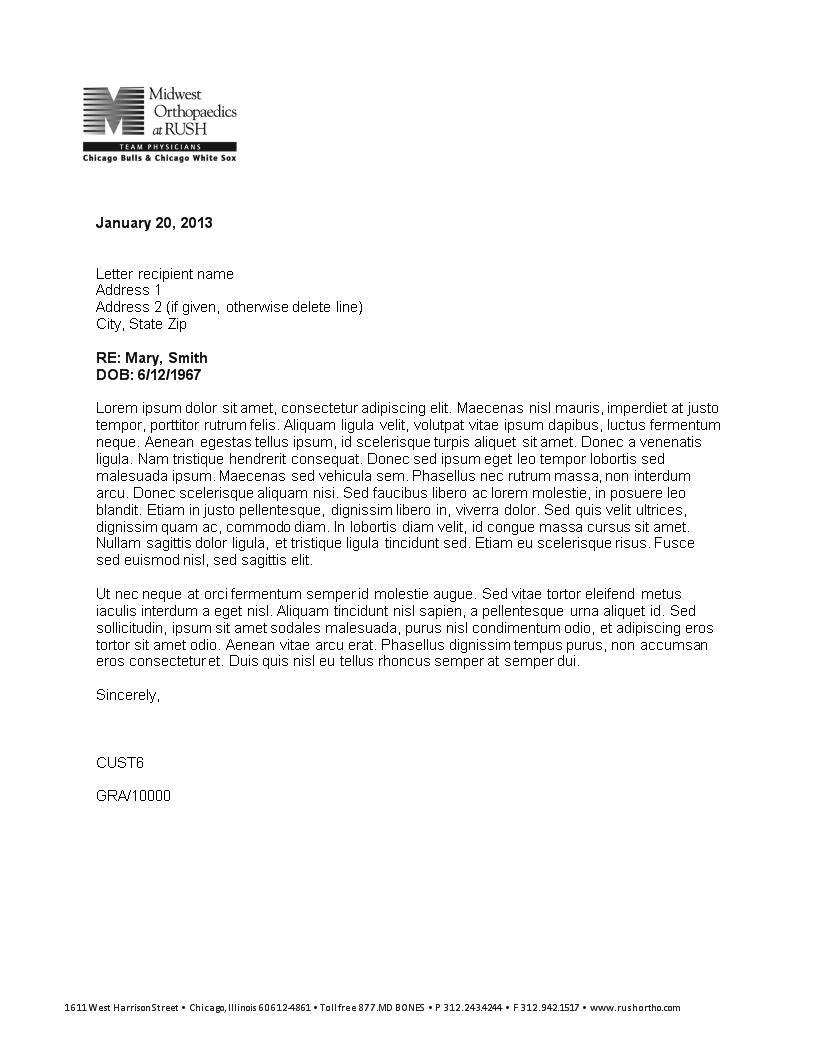 Midwest
Orthopaedics
at RUSH
TEAM PHYSICIANS
Chicago Bulls & Chicago White Sox
January 20, 2013
Letter recipient name
Address 1
Address 2 (if given, otherwise delete line)
City, State Zip
RE: Mary, Smith
DOB: 6/12/1967
Lorem ipsum dolor sit amet, consectetur adipiscing elit. Maecenas nisl mauris, imperdiet at justo
tempor, porttitor rutrum felis. Aliquam ligula velit, volutpat vitae ipsum dapibus, luctus fermentum
neque. Aenean egestas tellus ipsum, id scelerisque turpis aliquet sit amet. Donec a venenatis
ligula. Nam tristique hendrerit consequat. Donec sed ipsum eget leo tempor lobortis sed
malesuada ipsum. Maecenas sed vehicula sem. Phasellus nec rutrum massa, non interdum
arcu. Donec scelerisque aliquam nisi. Sed faucibus libero ac lorem molestie, in posuere leo
blandit. Etiam in justo pellentesque, dignissim libero in, viverra dolor. Sed quis velit ultrices,
dignissim quam ac, commodo diam. In lobortis diam velit, id congue massa cursus sit amet.
Nullam sagittis dolor ligula, et tristique ligula tincidunt sed. Etiam eu scelerisque risus. Fusce
sed euismod nisl, sed sagittis elit.
Ut nec neque at orci fermentum semper id molestie augue. Sed vitae tortor eleifend metus
iaculis interdum a eget nisl. Aliquam tincidunt nisl sapien, a pellentesque urna aliquet id. Sed
sollicitudin, ipsum sit amet sodales malesuada, purus nisl condimentum odio, et adipiscing eros
tortor sit amet odio. Aenean vitae arcu erat. Phasellus dignissim tempus purus, non accumsan
eros consectetur et. Duis quis nisl eu tellus rhoncus semper at semper dui.
Sincerely,
CUST6
GRA/10000
1611 West Harrison Street • Chicago, Illinois 60612-4861 • Toll free 877.MD BONES • P 312.243.4244 • F 312.942.1517 • www.rushortho.com